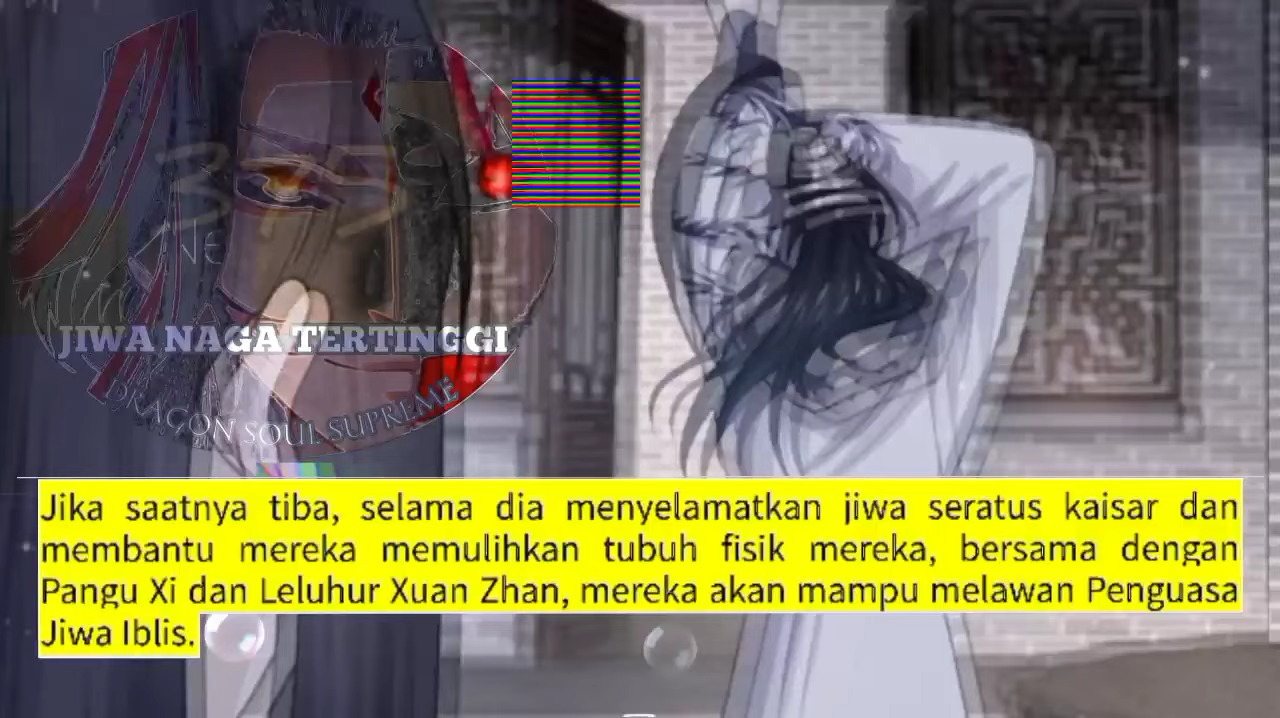 JIWA NAGA TERTINGGI
DRAGON SOUL SUPREME
Jika saatnya tiba, selama dia menyelamatkan jiwa seratus kaisar dan
membantu mereka memulihkan tubuh fisik mereka, bersama dengan
Pangu Xi dan Leluhur Xuan Zhan, mereka akan mampu melawan Penguasa
Jiwa Iblis.